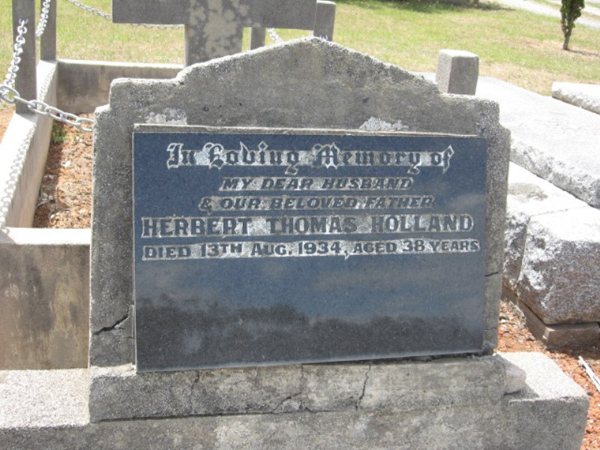 In Loving Memory of
MY DEAR HUSBAND
& OUR BELOVED FATHER
HERBERT THOMAS HOLLAND
DIED 13TH AUG. 1934, AGED 38 YEARS